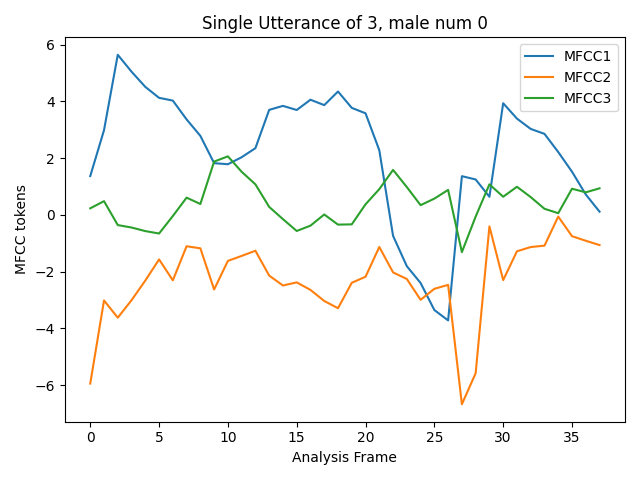 Single Utterance of 3, male num 0
MFCC1
MFCC2
MFCC3
MFCC tokens
6
4
2
0
−2
−4
−6
0 5 10 15 20 25 30 35
Analysis Frame